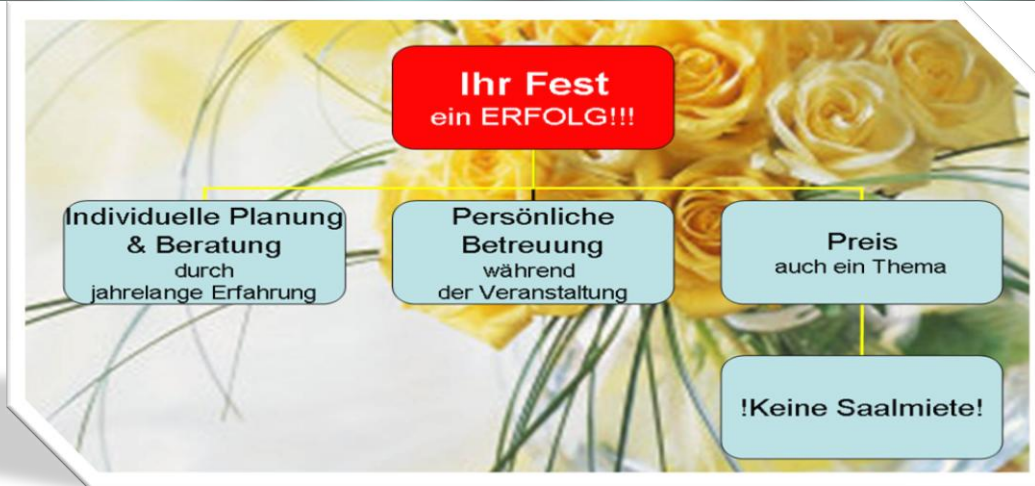 Ihr Fest
ein ERFOLG!!!
Individuelle Planung
& Beratung
durch
jahrelange Erfahrung
Persönliche
Betreuung
während
der Veranstaltung
Preis
auch ein Thema
!Keine Saalmiete!